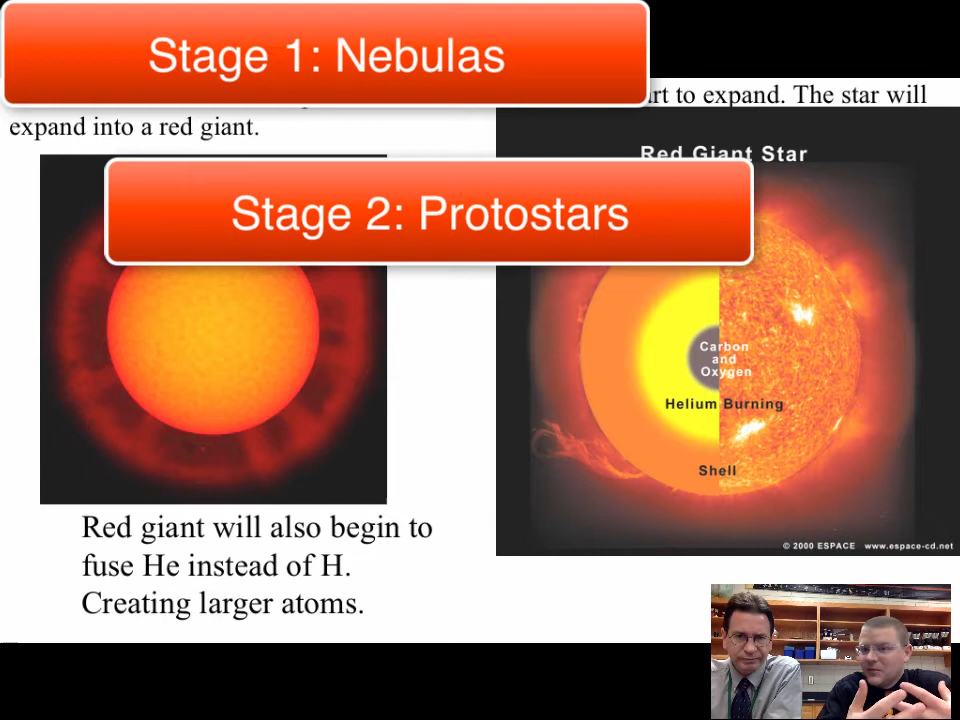 Stage 1: Nebulas
rt to expand. The star will
expand into a red giant.
Red Giant Star
Stage 2: Protostars
Carbon
and
Oxygen
Helium Burning
Shell
© 2000 ESPACE www.espace-cd.net
Red giant will also begin to
fuse He instead of H.
Creating larger atoms.